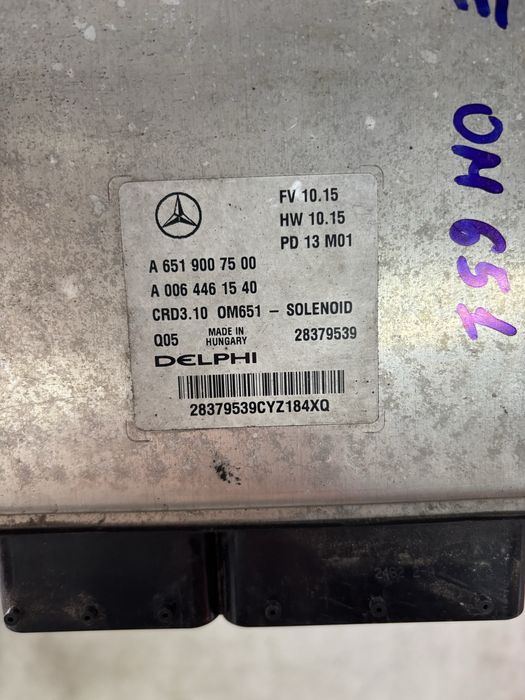 FV 10.15
HW 10.15
PD 13 M01
A 651 900 75 00
A 006 446 15 40
CRD3.10 OM651 – SOLENOID
Q05 MADE IN HUNGARY 28379539
DELPHI
28379539CYZ184XQ
OM 651